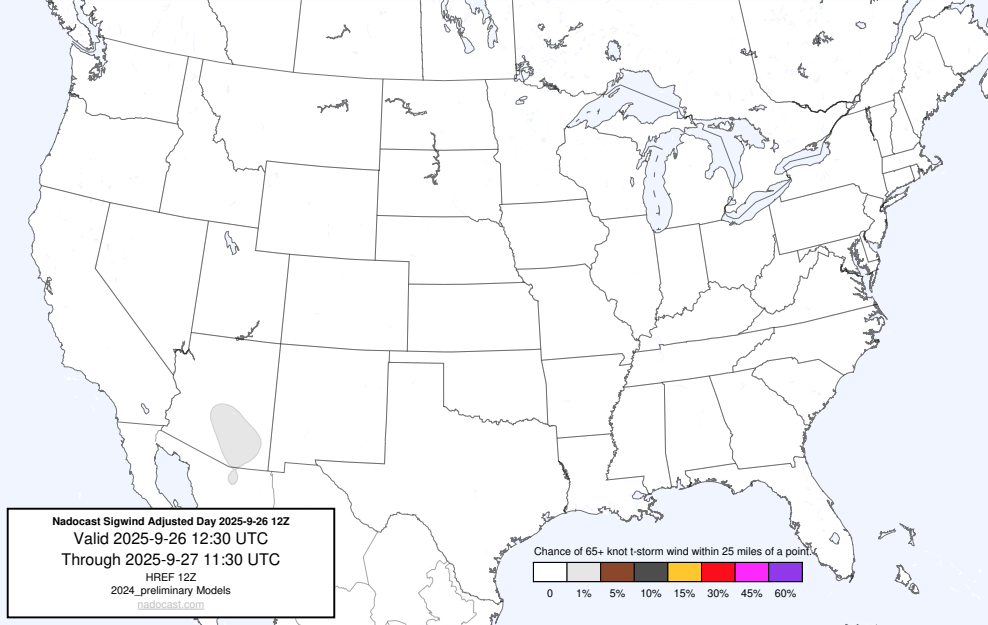 Nadocast Sigwind Adjusted Day 2025-9-26 12Z
Valid 2025-9-26 12:30 UTC
Through 2025-9-27 11:30 UTC
HREF 12Z
2024_preliminary Models
nadocast.com
Chance of 65+ knot t-storm wind within 25 miles of a point.
0 1% 5% 10% 15% 30% 45% 60%